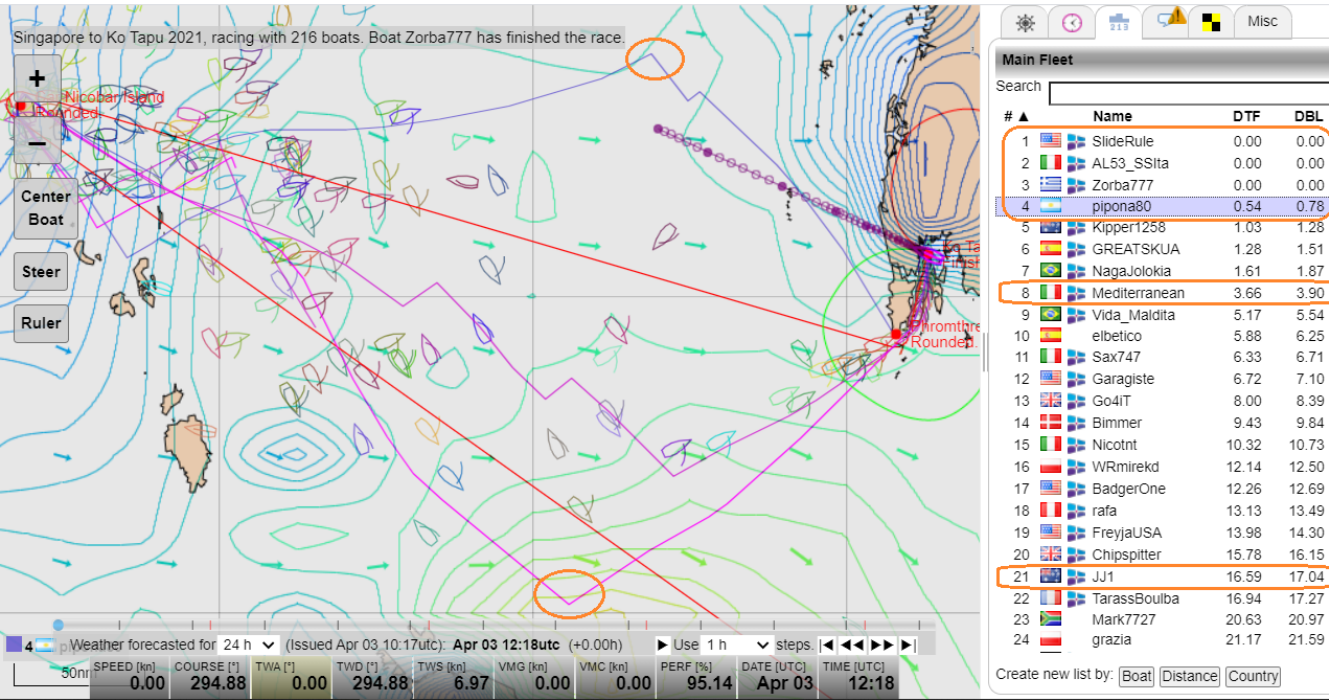 Singapore to Ko Tapu 2021, racing with 216 boats. Boat Zorba777 has finished the race.
+
−
Nicobar Island
Rounded.
Center
Boat
Steer
Ruler
Rounded.
4
Weather forecasted for 24 h (Issued Apr 03 10:17utc): Apr 03 12:18utc (+0.00h) Use 1 h steps.
50nm
SPEED [kn] COURSE [°] TWA [°] TWD [°] TWS [kn] VMG [kn] VMC [kn] PERF [%] DATE [UTC] TIME [UTC]
0.00 294.88 0.00 294.88 6.97 0.00 0.00 95.14 Apr 03 12:18
213
Misc
Main Fleet
Search
# ▲ Name DTF DBL
1 SlideRule 0.00 0.00
2 AL53_SSIta 0.00 0.00
3 Zorba777 0.00 0.00
4 pipona80 0.54 0.78
5 Kipper1258 1.03 1.28
6 GREATSKUA 1.28 1.51
7 NagaJolokia 1.61 1.87
8 Mediterranean 3.66 3.90
9 Vida_Maldita 5.17 5.54
10 elbetico 5.88 6.25
11 Sax747 6.33 6.71
12 Garagiste 6.72 7.10
13 Go4iT 8.00 8.39
14 Bimmer 9.43 9.84
15 Nicotnt 10.32 10.73
16 WRmirekd 12.14 12.50
17 BadgerOne 12.26 12.69
18 rafa 13.13 13.49
19 FreyjaUSA 13.98 14.30
20 Chipspitter 15.78 16.15
21 JJ1 16.59 17.04
22 TarassBoulba 16.94 17.27
23 Mark7727 20.63 20.97
24 grazia 21.17 21.59
Create new list by: Boat Distance Country